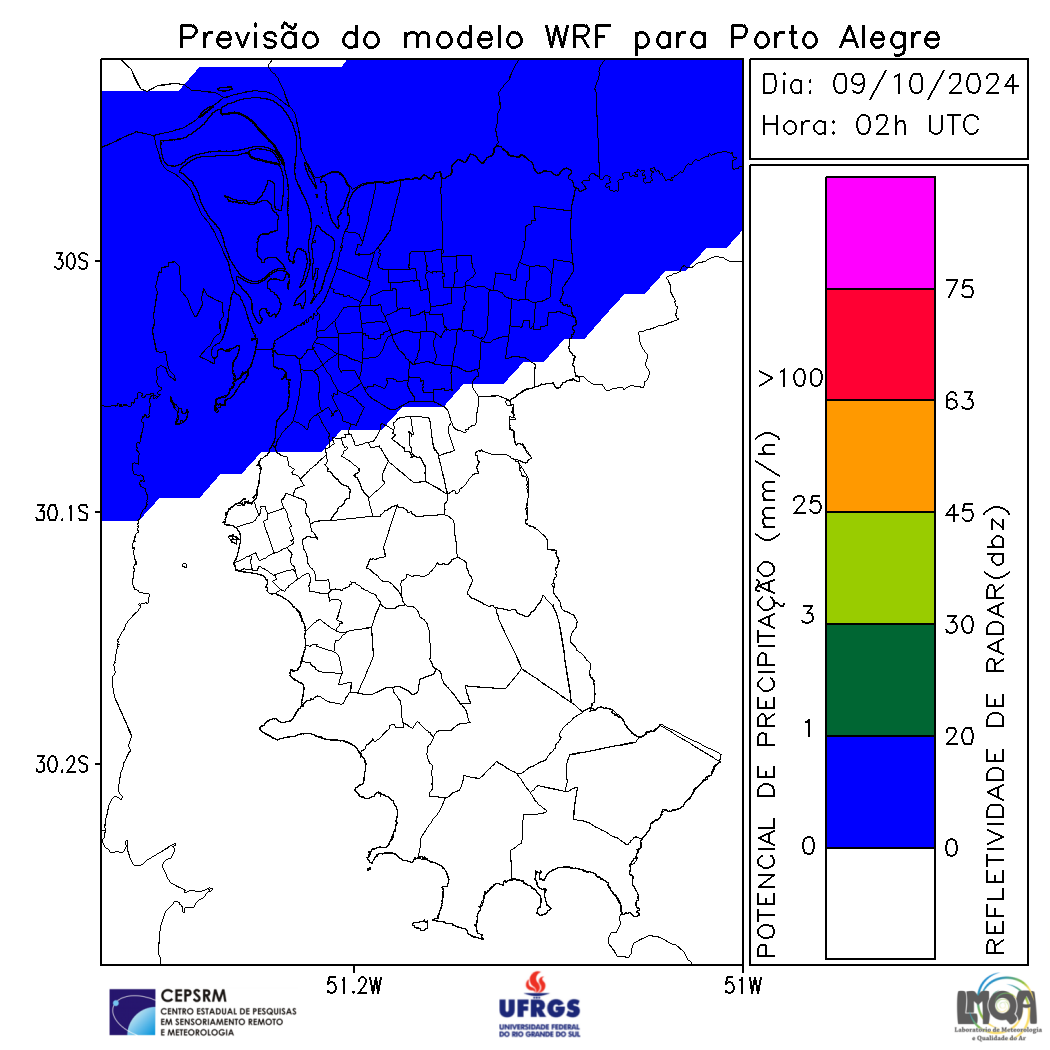 Previsão do modelo WRF para Porto Alegre
Dia: 09/10/2024
Hora: 02h UTC
30S
30.1S
30.2S
51.2W
51W
POTENCIAL DE PRECIPITAÇÃO (mm/h)
>100
25
3
1
0
75
63
45
30
20
0
REFLETIVIDADE DE RADAR(dbz)
CEPSRM
CENTRO ESTADUAL DE PESQUISAS
EM SENSORIAMENTO REMOTO
E METEOROLOGIA
UFRGS
UNIVERSIDADE FEDERAL
DO RIO GRANDE DO SUL
LMQA
Laboratório de Meteorologia
e Qualidade do Ar